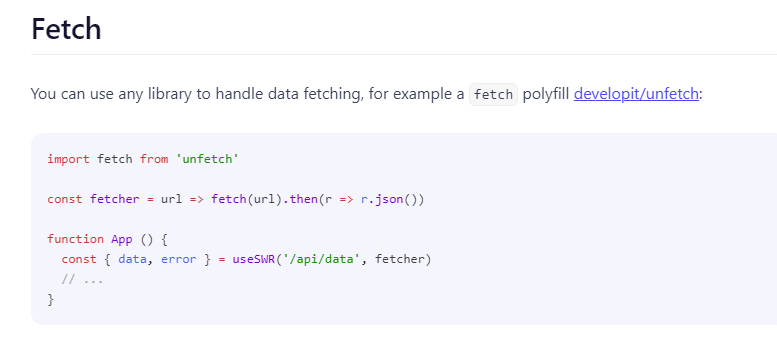 Fetch
You can use any library to handle data fetching, for example a fetch polyfill developit/unfetch:
import fetch from 'unfetch'
const fetcher = url => fetch(url).then(r => r.json())
function App () {
  const { data, error } = useSWR('/api/data', fetcher)
  // ...
}